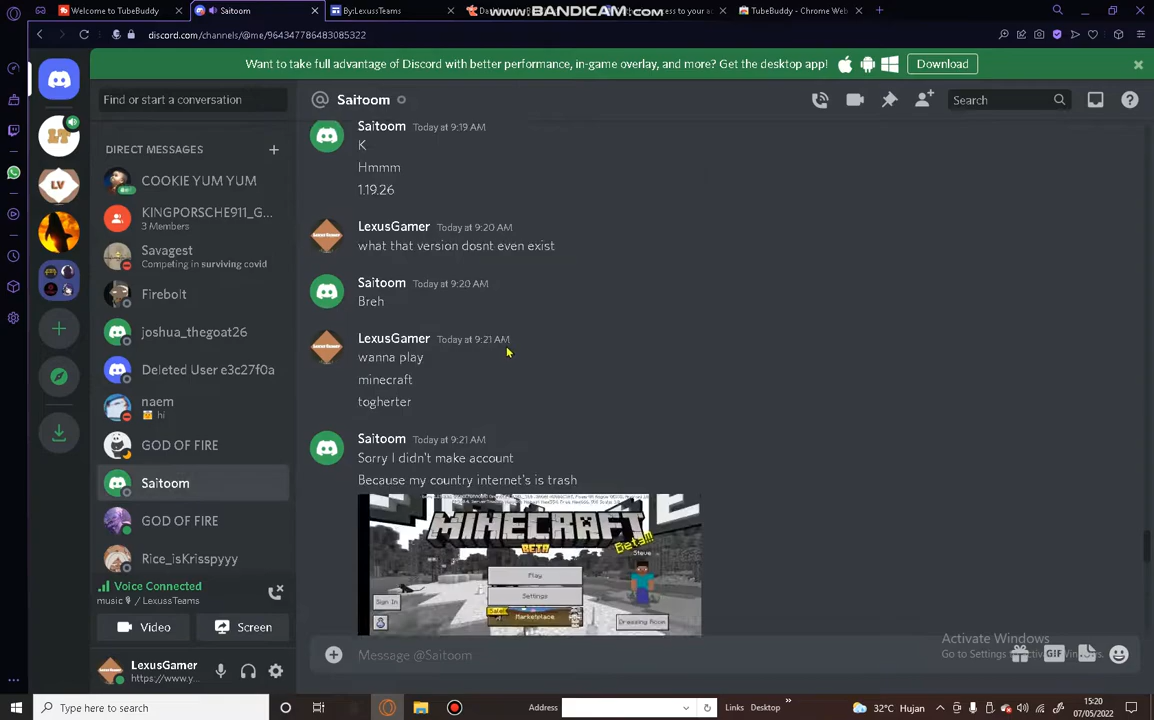 Welcome to TubeBuddy
Saitoom
By:LexussTeams
www.BANDICAM.com
TubeBuddy - Chrome Web
discord.com/channels/@me/964347786483085322
Want to take full advantage of Discord with better performance, in-game overlay, and more? Get the desktop app!
Download
Find or start a conversation
Saitoom
Search
DIRECT MESSAGES
COOKIE YUM YUM
KINGPORSCHE911_G...
3 Members
Savagest
Competing in surviving covid
Firebolt
joshua_thegoat26
Deleted User e3c27f0a
naem
hi
GOD OF FIRE
Saitoom
GOD OF FIRE
Rice_isKrisspyyy
Voice Connected
music / LexussTeams
Video
Screen
LexusGamer
https://www.y...
Saitoom Today at 9:19 AM
K
Hmmm
1.19.26
LexusGamer Today at 9:20 AM
what that version dosnt even exist
Saitoom Today at 9:20 AM
Breh
LexusGamer Today at 9:21 AM
wanna play
minecraft
togherter
Saitoom Today at 9:21 AM
Sorry I didn't make account
Because my country internet's is trash
MINECRAFT
BETA
Beta!!!
Steve
Play
Settings
Sign In
Marketplace
Dressing Room
Message @Saitoom
GIF
Activate Windows
Go to Settings
Type here to search
Address
Links
Desktop
32°C Hujan
15:20
07/05/2022